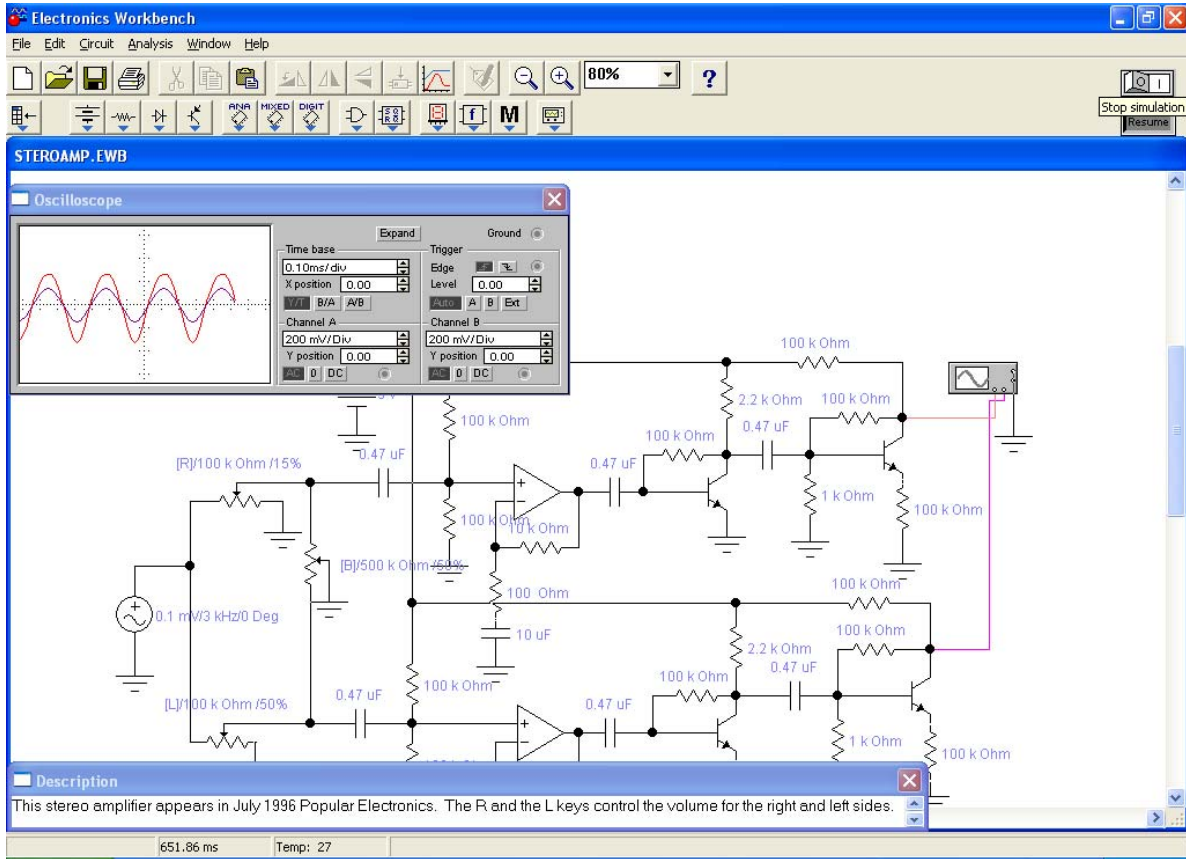 Electronics Workbench
File Edit Circuit Analysis Window Help
80%
?
ANA MIXED DIGIT
M
Stop simulation
Resume
STEROAMP.EWB
Oscilloscope
Expand Ground
Time base Trigger
0.10ms/div Edge
X position 0.00 Level 0.00
Y/T B/A A/B Auto A B Ext
Channel A Channel B
200 mV/Div 200 mV/Div
Y position 0.00 Y position 0.00
AC 0 DC AC 0 DC
100 k Ohm
2.2 k Ohm 100 k Ohm
100 k Ohm
100 k Ohm 0.47 uF
[R]/100 k Ohm /15% 0.47 uF 0.47 uF
1 k Ohm
100 k Ohm
100 k Ohm
10 k Ohm
[B]/500 k Ohm /50%
100 Ohm
100 k Ohm
0.1 mV/3 kHz/0 Deg
10 uF
100 k Ohm
2.2 k Ohm
0.47 uF
100 k Ohm
100 k Ohm
[L]/100 k Ohm /50% 0.47 uF 0.47 uF
1 k Ohm
100 k Ohm
Description
This stereo amplifier appears in July 1996 Popular Electronics. The R and the L keys control the volume for the right and left sides.
651.86 ms Temp: 27